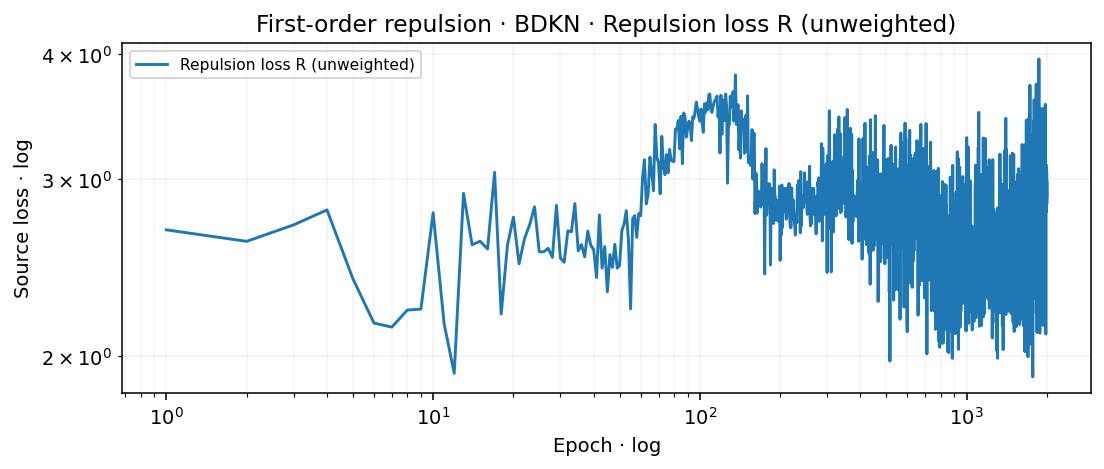 First-order repulsion · BDKN · Repulsion loss R (unweighted)
Repulsion loss R (unweighted)
Source loss · log
4 × 10⁰
3 × 10⁰
2 × 10⁰
10⁰ 10¹ 10² 10³
Epoch · log